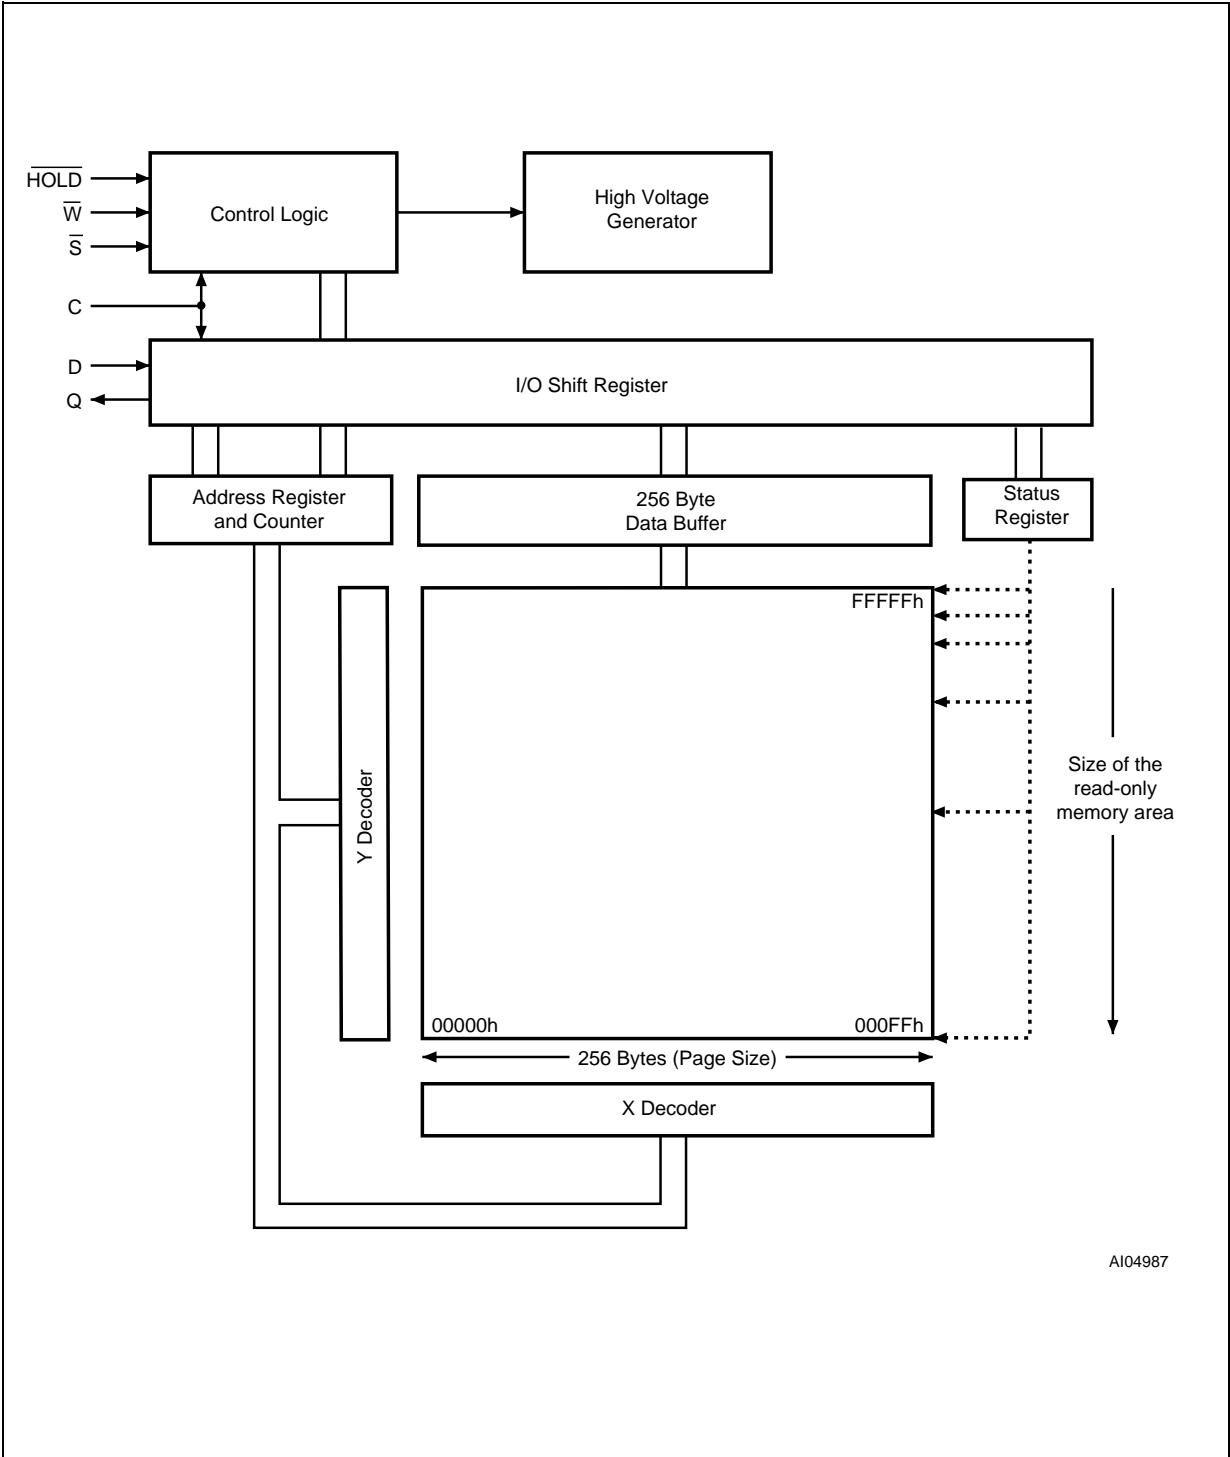 HOLD
W
S
C
D
Q
Control Logic
High Voltage
Generator
I/O Shift Register
Address Register
and Counter
256 Byte
Data Buffer
Status
Register
FFFFFh
Y Decoder
Size of the
read-only
memory area
00000h
000FFh
256 Bytes (Page Size)
X Decoder
AI04987